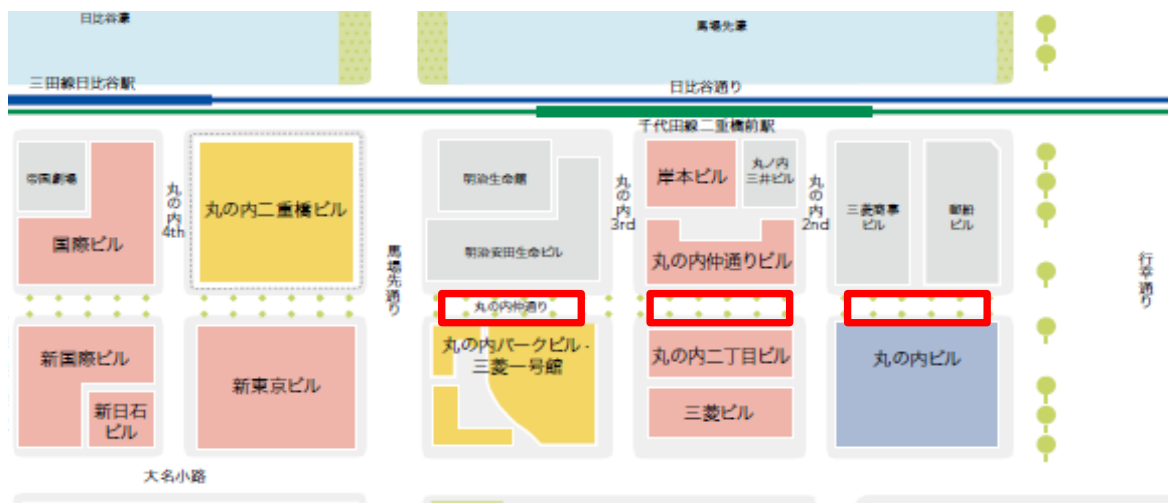 日比谷濠
馬場先濠
三田線日比谷駅
日比谷通り
千代田線二重橋前駅
帝国劇場
国際ビル
丸の内
4th
丸の内二重橋ビル
馬場先通り
明治生命館
明治安田生命ビル
丸の内
3rd
岸本ビル
丸ノ内
三井ビル
丸の内仲通りビル
丸の内
2nd
三菱商事
ビル
郵船
ビル
行幸通り
丸の内仲通り
新国際ビル
新日石
ビル
新東京ビル
丸の内パークビル・
三菱一号館
丸の内二丁目ビル
三菱ビル
丸の内ビル
大名小路